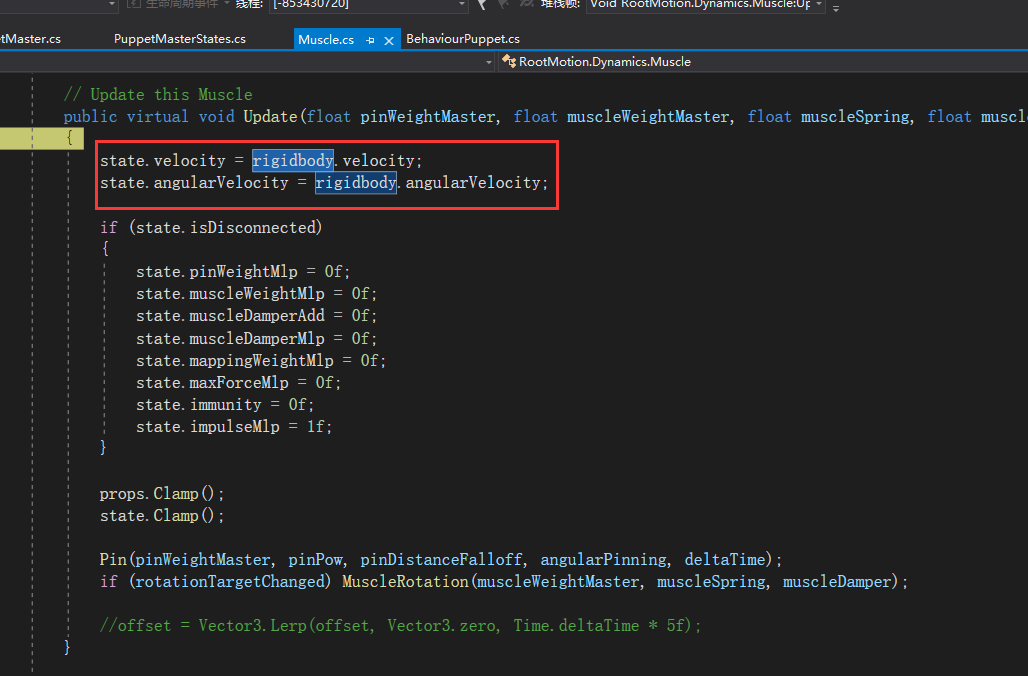 生命周期事件 线程: [-853430720] 堆栈帧: Void RootMotion.Dynamics.Muscle:Up
etMaster.cs PuppetMasterStates.cs Muscle.cs BehaviourPuppet.cs
RootMotion.Dynamics.Muscle
// Update this Muscle
public virtual void Update(float pinWeightMaster, float muscleWeightMaster, float muscleSpring, float muscl
{
state.velocity = rigidbody.velocity;
state.angularVelocity = rigidbody.angularVelocity;
if (state.isDisconnected)
{
state.pinWeightMlp = 0f;
state.muscleWeightMlp = 0f;
state.muscleDamperAdd = 0f;
state.muscleDamperMlp = 0f;
state.mappingWeightMlp = 0f;
state.maxForceMlp = 0f;
state.immunity = 0f;
state.impulseMlp = 1f;
}
props.Clamp();
state.Clamp();
Pin(pinWeightMaster, pinPow, pinDistanceFalloff, angularPinning, deltaTime);
if (rotationTargetChanged) MuscleRotation(muscleWeightMaster, muscleSpring, muscleDamper);
//offset = Vector3.Lerp(offset, Vector3.zero, Time.deltaTime * 5f);
}